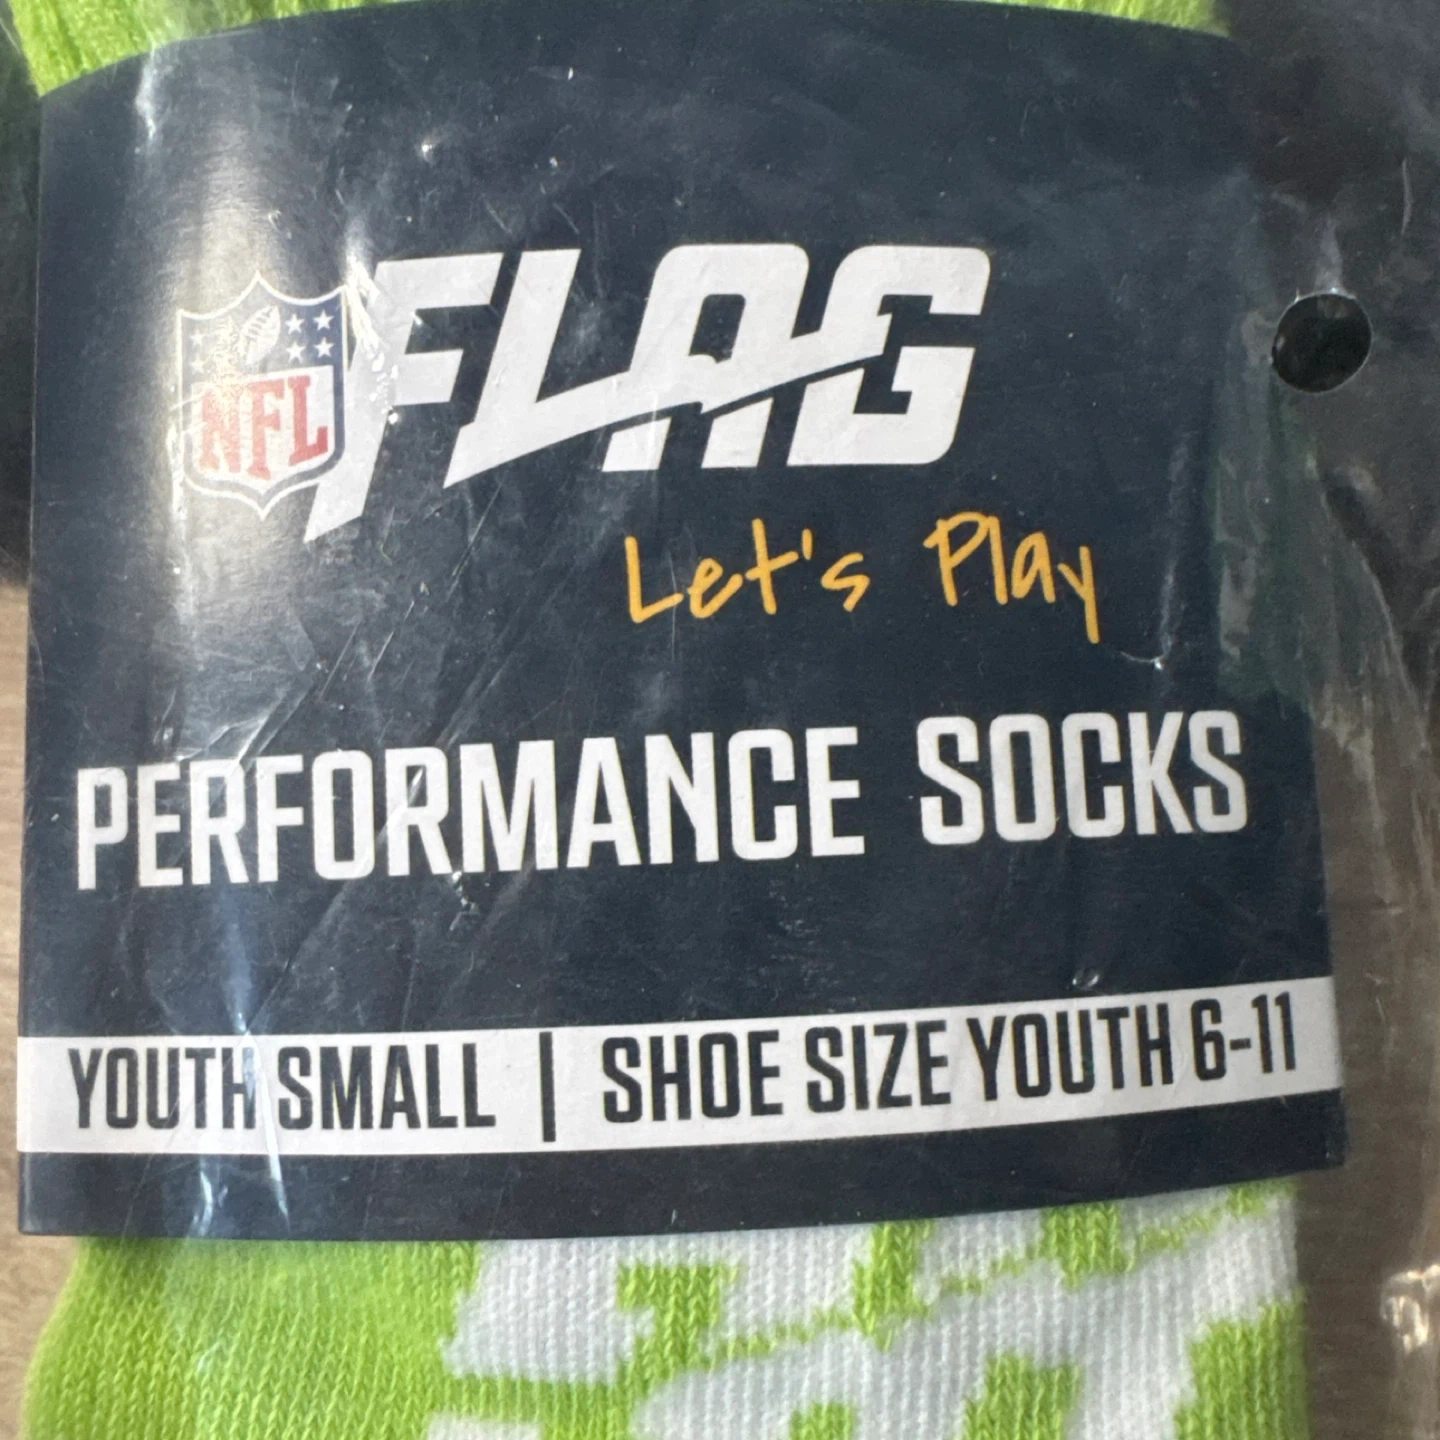 NFL FLAG
Let's Play
PERFORMANCE SOCKS
YOUTH SMALL | SHOE SIZE YOUTH 6-11